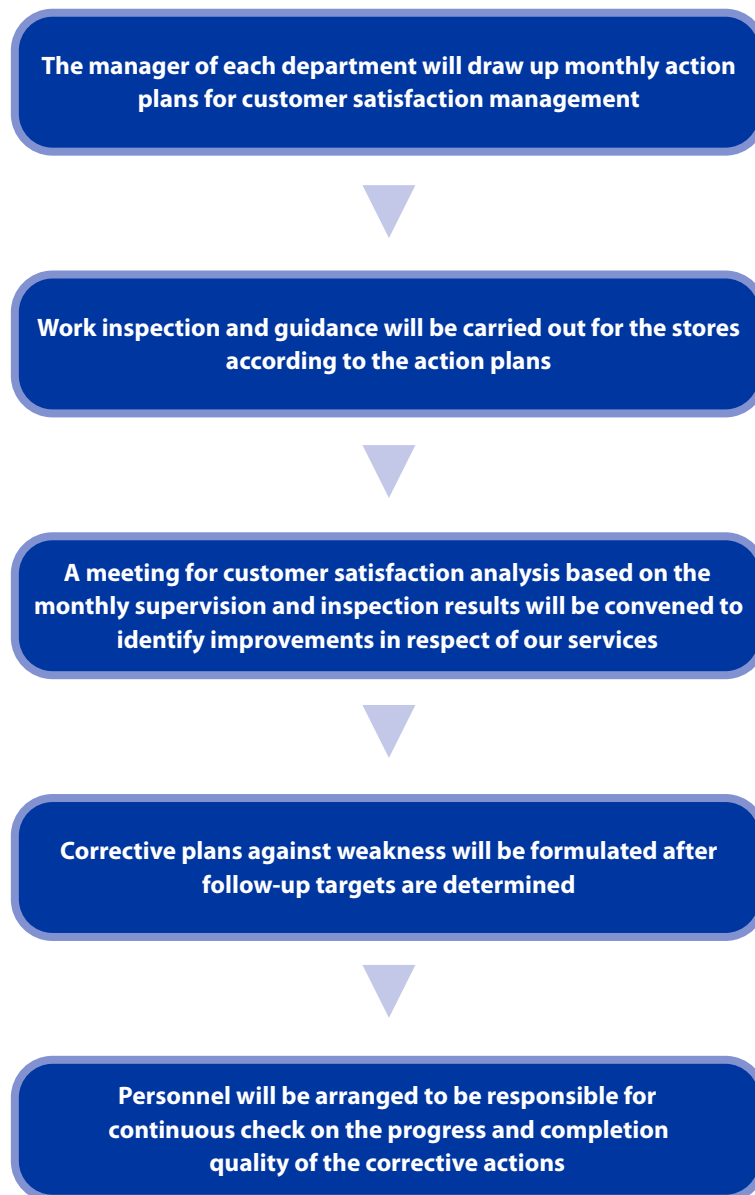 The manager of each department will draw up monthly action
plans for customer satisfaction management
Work inspection and guidance will be carried out for the stores
according to the action plans
A meeting for customer satisfaction analysis based on the
monthly supervision and inspection results will be convened to
identify improvements in respect of our services
Corrective plans against weakness will be formulated after
follow-up targets are determined
Personnel will be arranged to be responsible for
continuous check on the progress and completion
quality of the corrective actions